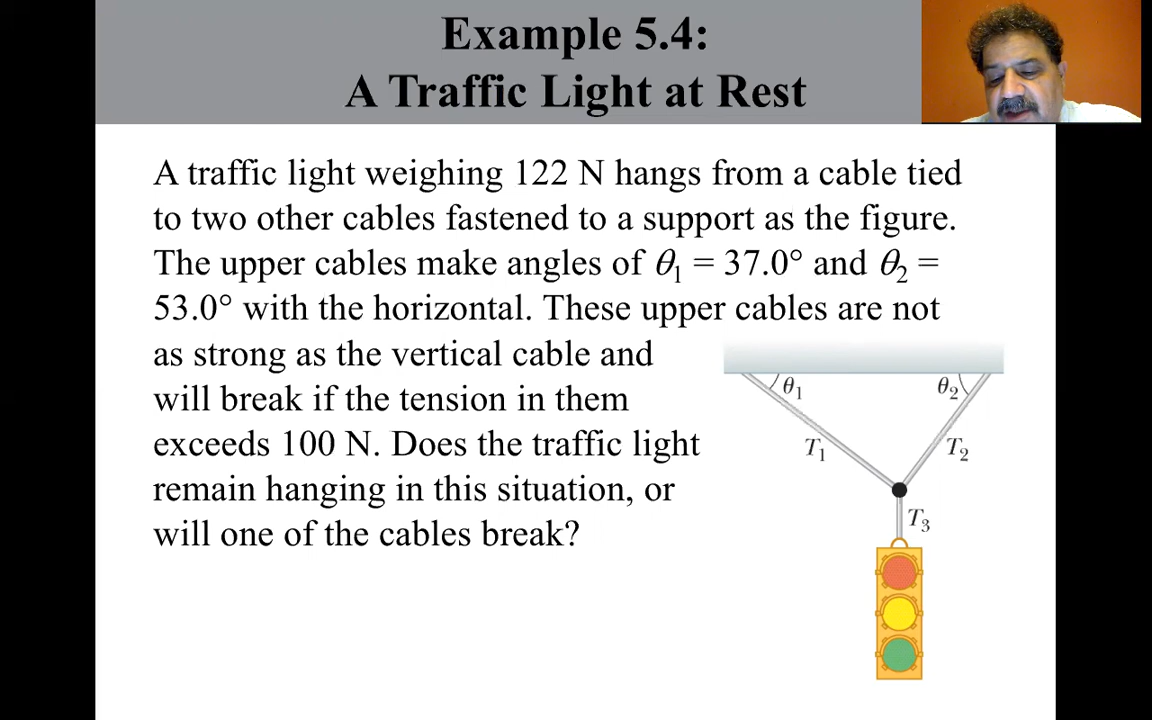 Example 5.4:
A Traffic Light at Rest
A traffic light weighing 122 N hangs from a cable tied
to two other cables fastened to a support as the figure.
The upper cables make angles of θ₁ = 37.0° and θ₂ =
53.0° with the horizontal. These upper cables are not
as strong as the vertical cable and
will break if the tension in them
exceeds 100 N. Does the traffic light
remain hanging in this situation, or
will one of the cables break?
θ₁ θ₂
T₁ T₂
T₃